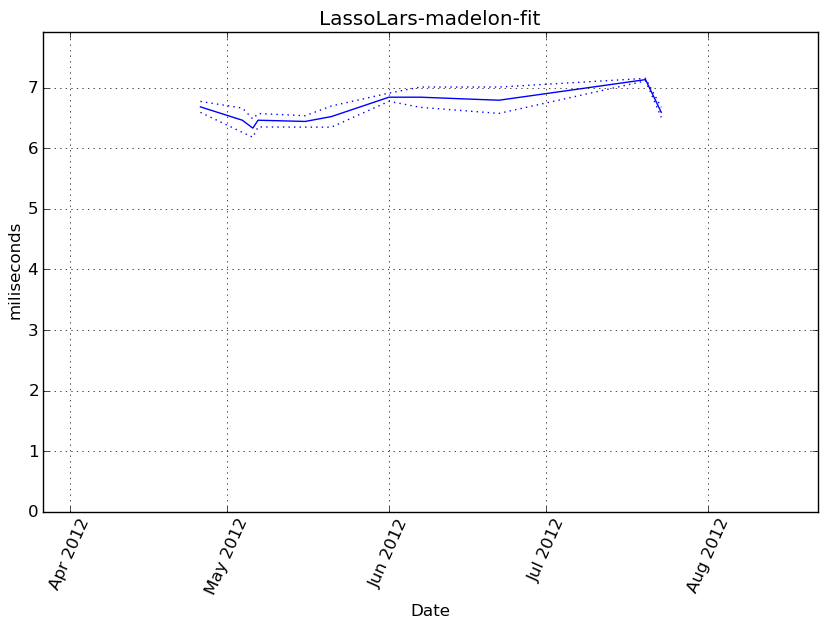 LassoLars-madelon-fit
7
6
5
4
3
2
1
0
miliseconds
Apr 2012
May 2012
Jun 2012
Jul 2012
Aug 2012
Date